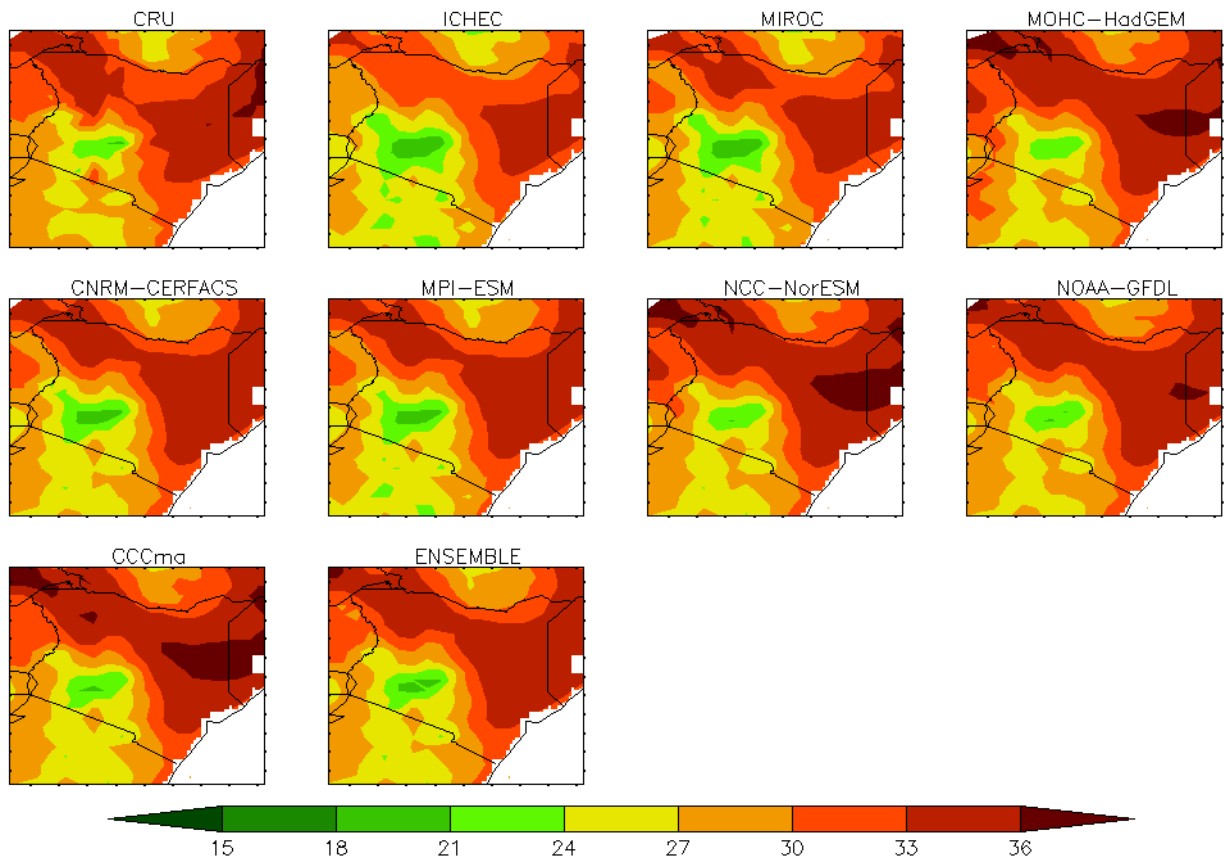 CRU ICHEC MIROC MOHC-HadGEM
CNRM-CERFACS MPI-ESM NCC-NorESM NOAA-GFDL
CCCma ENSEMBLE
15 18 21 24 27 30 33 36